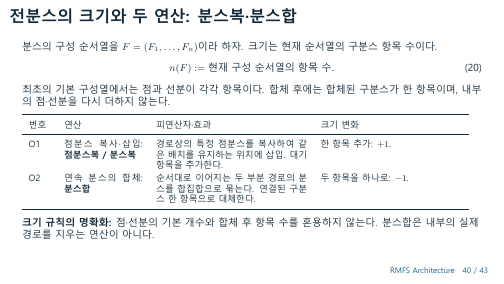 전분스의 크기와 두 연산: 분스복·분스합
분스의 구성 순서열을 F = (F₁, . . . , Fₙ)이라 하자. 크기는 현재 순서열의 구분스 항목 수이다.
n(F) := 현재 구성 순서열의 항목 수. (20)
최초의 기본 구성열에서는 점과 선분이 각각 항목이다. 합체 후에는 합체된 구분스가 한 항목이며, 내부
의 점·선분을 다시 더하지 않는다.
번호 연산 피연산자·효과 크기 변화
O1 점분스 복사·삽입: 경로상의 특정 점분스를 복사하여 같 한 항목 추가: +1.
점분스복 / 분스복 은 배치를 유지하는 위치에 삽입. 대기
항목을 추가한다.
O2 연속 분스의 합체: 순서대로 이어지는 두 부분 경로의 분 두 항목을 하나로: −1.
분스합 스를 합집합으로 묶는다. 연결된 구분
스 한 항목으로 대체한다.
크기 규칙의 명확화: 점·선분의 기본 개수와 합체 후 항목 수를 혼용하지 않는다. 분스합은 내부의 실제
경로를 지우는 연산이 아니다.
RMFS Architecture 40 / 43